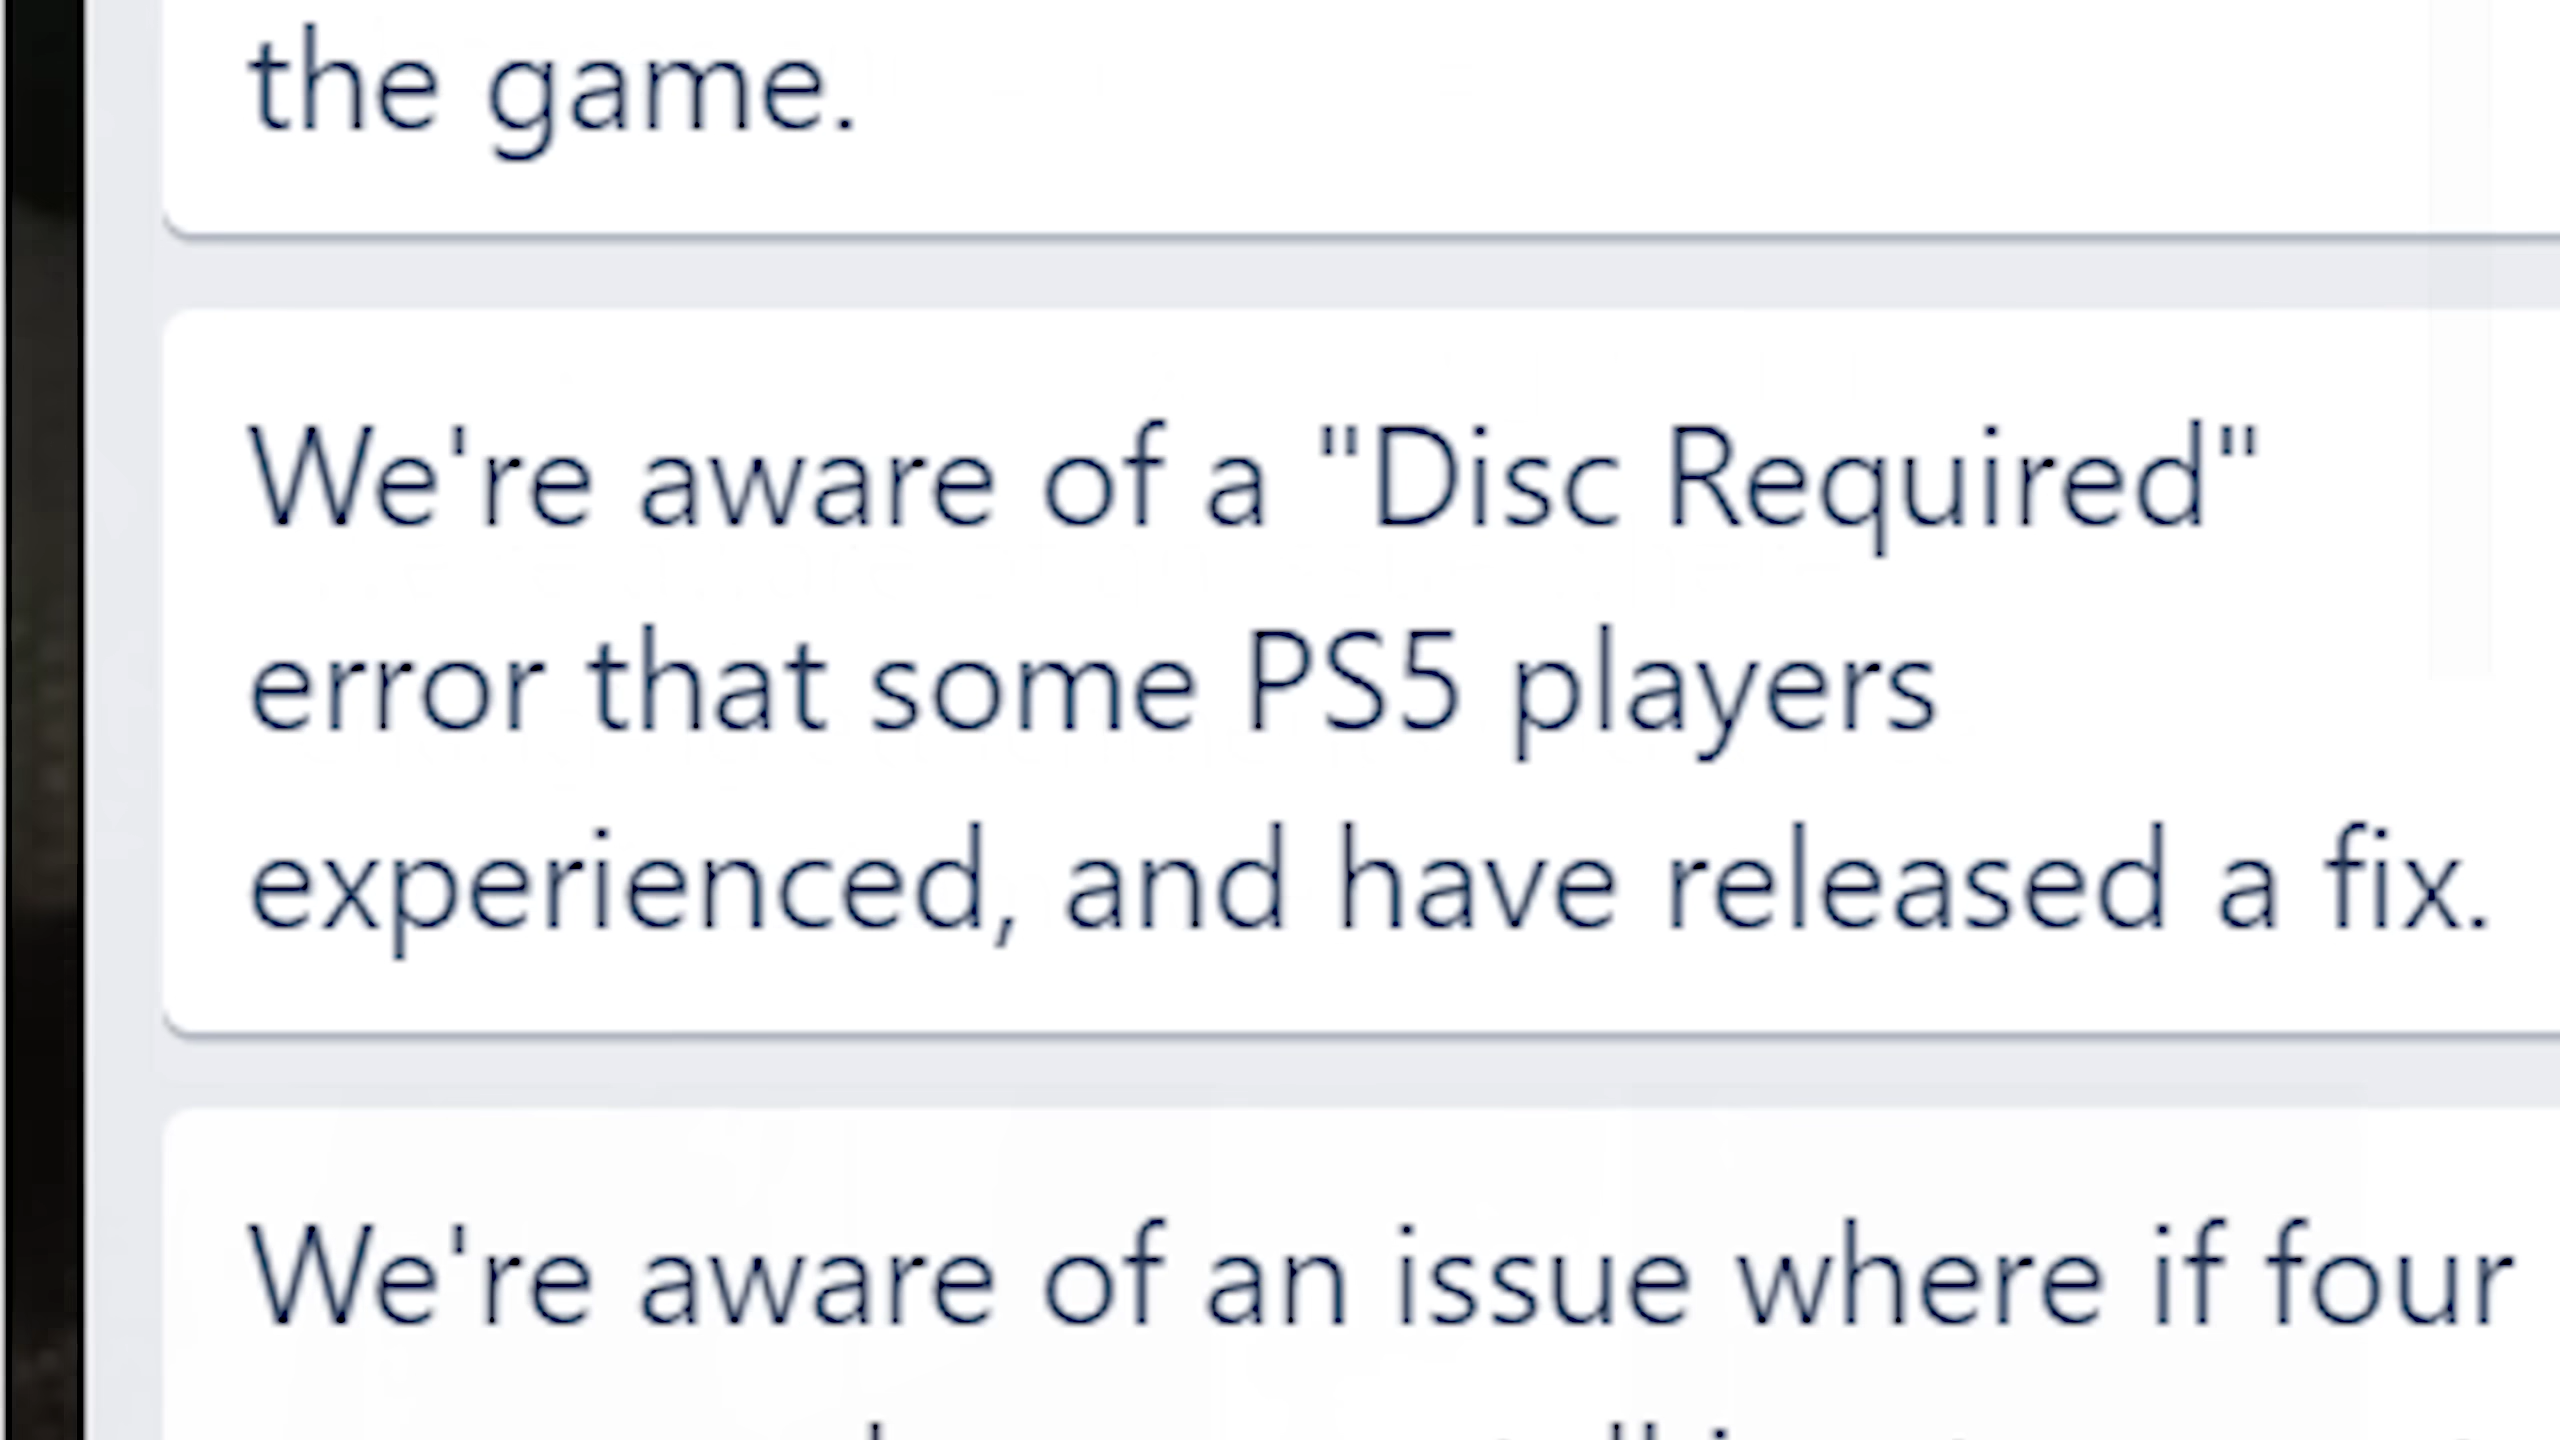 the game.
We're aware of a "Disc Required"
error that some PS5 players
experienced, and have released a fix.
We're aware of an issue where if four